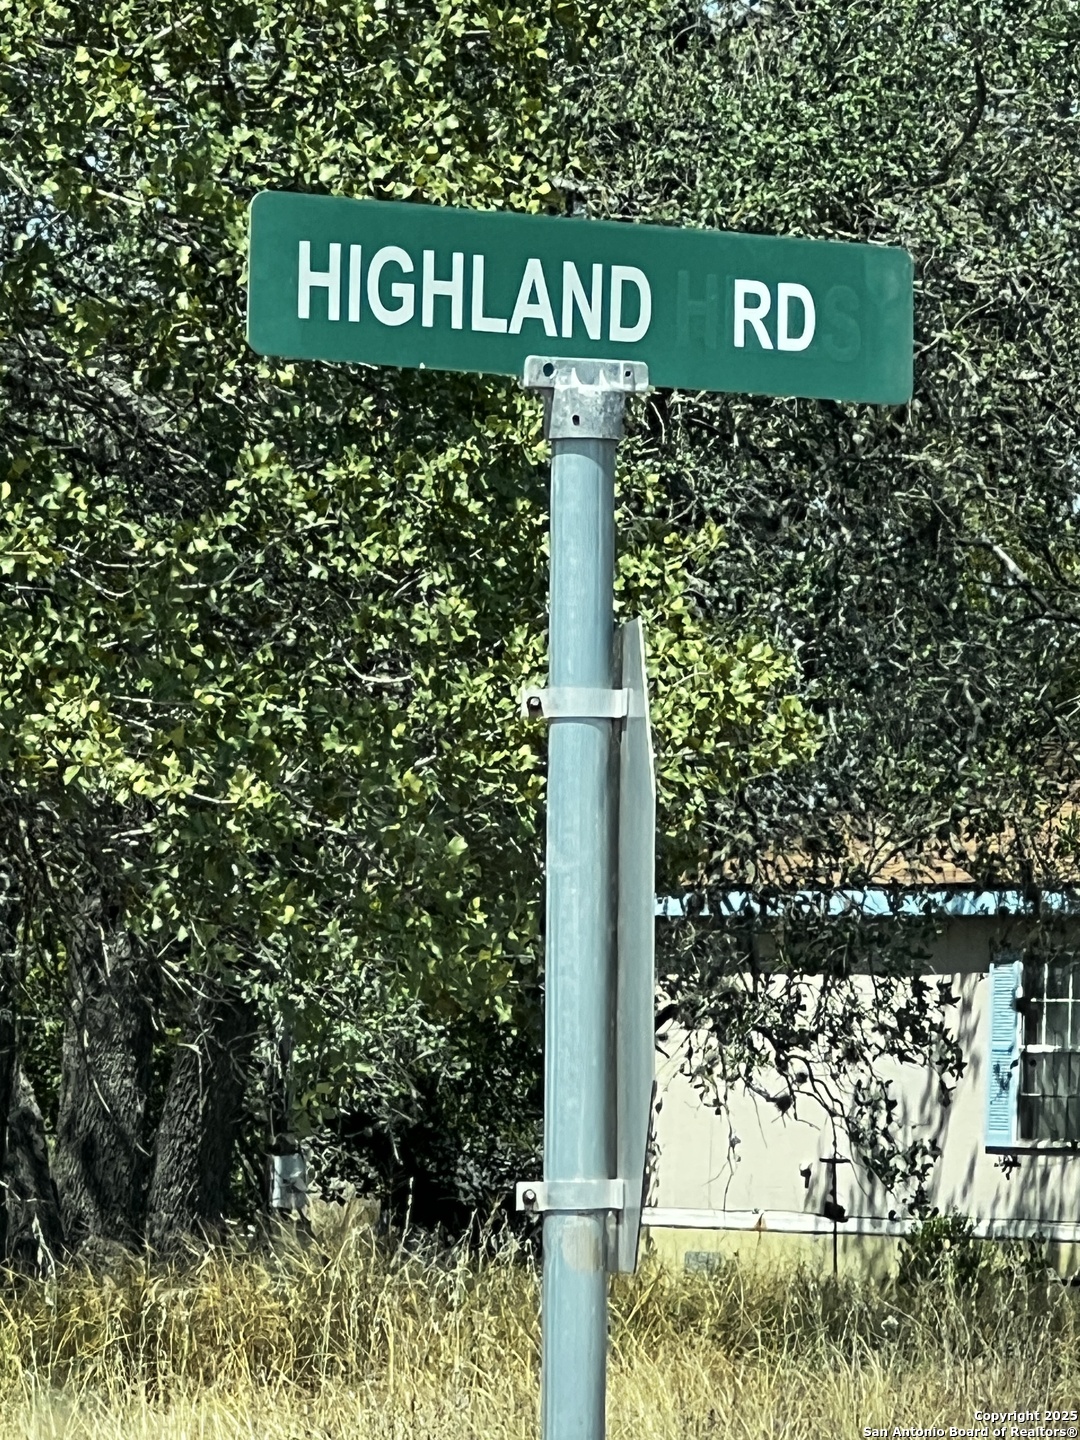 HIGHLAND RD
Copyright 2025
San Antonio Board of Realtors®